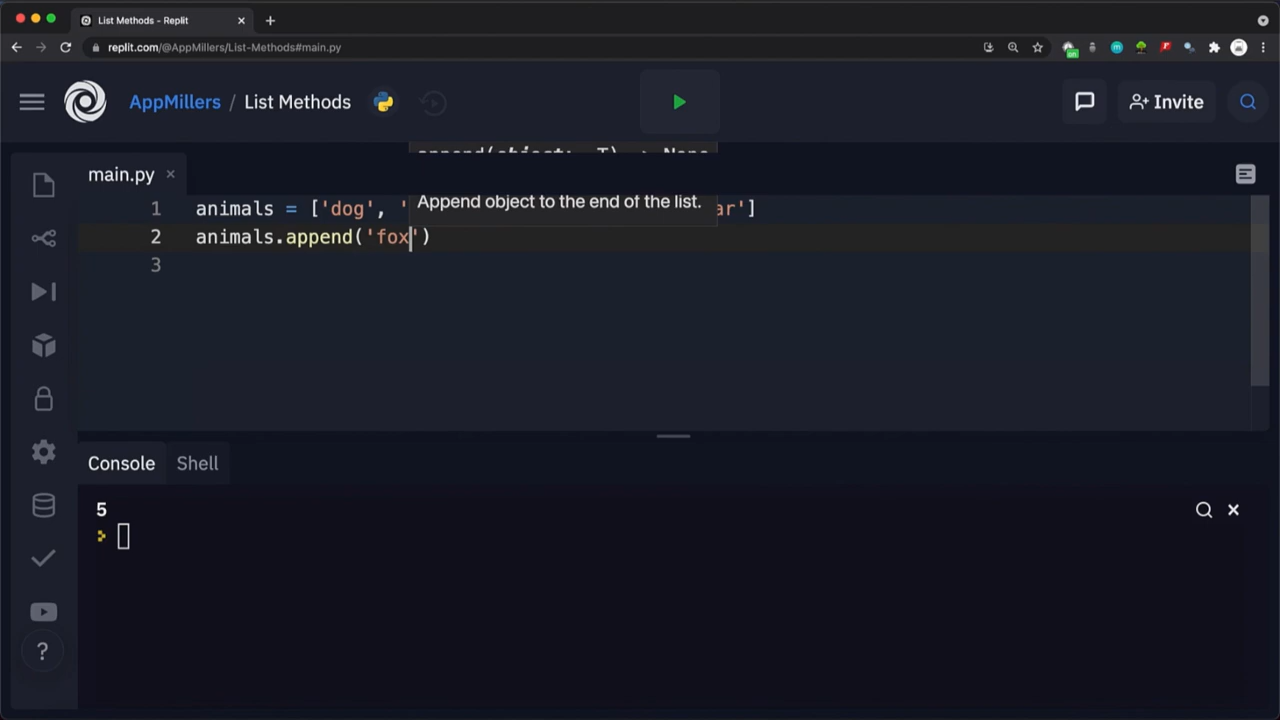 List Methods - Replit
replit.com/@AppMillers/List-Methods#main.py
AppMillers / List Methods
Invite
main.py
Append object to the end of the list.
1 animals = ['dog', ' ar']
2 animals.append('fox')
3
Console Shell
5